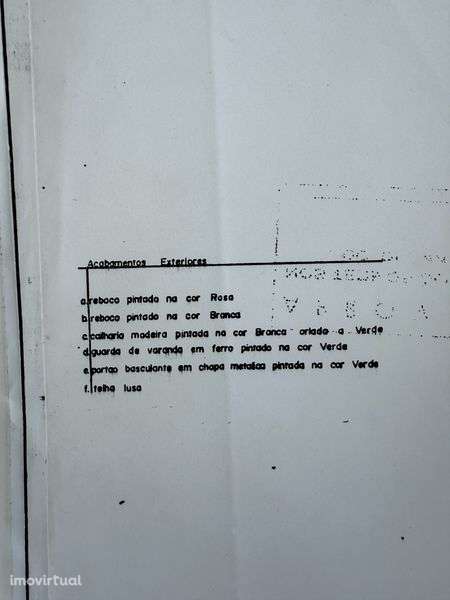 Acabamentos Exteriores
a.reboco pintado na cor Rosa
b.reboco pintado na cor Branca
c.cailharia madeira pintada na cor Branca orlado a Verde
d.guarda de varanda em ferro pintado na cor Verde
e.portao basculante em chapa metalica pintada na cor Verde
f.telha lusa
imovirtual